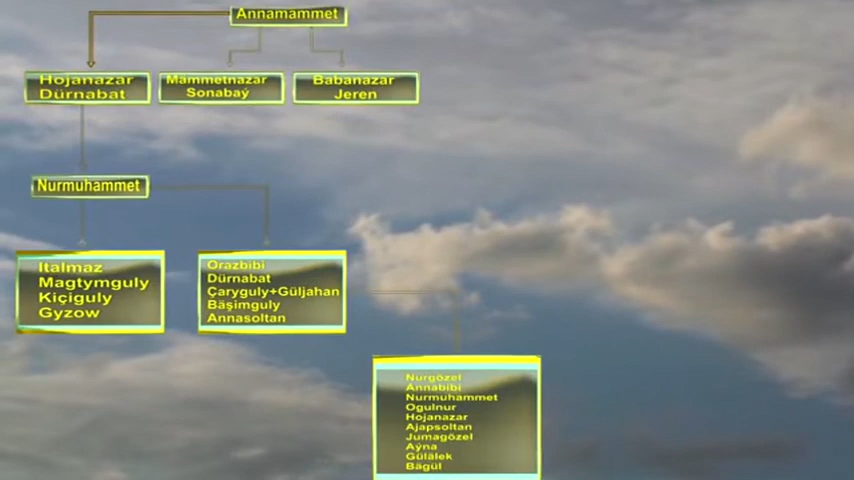 Annamammet
Hojanazar
Dürnabat
Mämmetnazar
Sonabaý
Babanazar
Jeren
Nurmuhammet
Italmaz
Magtymguly
Kiçiguly
Gyzow
Orazbibi
Dürnabat
Çaryguly+Güljahan
Bäşimguly
Annasoltan
Nurgözel
Annabibi
Nurmuhammet
Ogulnur
Hojanazar
Ajapsoltan
Jumagözel
Aýna
Gülälek
Bägül